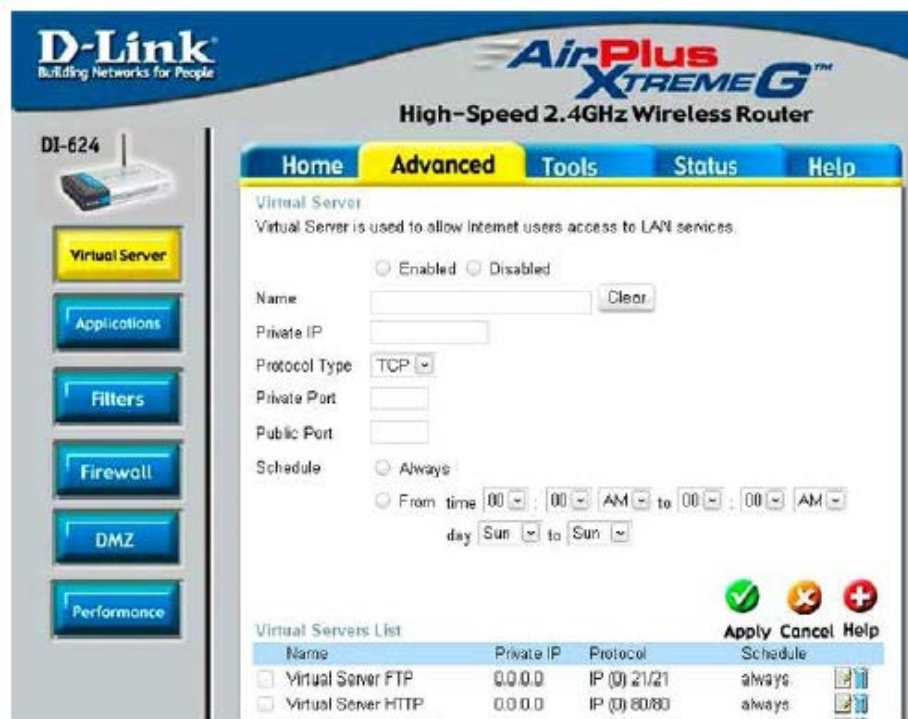 D-Link
Building Networks for People
AirPlus
XTREME G™
High-Speed 2.4GHz Wireless Router
DI-624
Home Advanced Tools Status Help
Virtual Server
Virtual Server is used to allow Internet users access to LAN services.
Virtual Server
Enabled Disabled
Name Clear
Applications
Private IP
Protocol Type TCP
Filters
Private Port
Public Port
Firewall
Schedule Always
From time 00 : 00 AM to 00 : 00 AM
day Sun to Sun
DMZ
Performance
Apply Cancel Help
Virtual Servers List
Name Private IP Protocol Schedule
Virtual Server FTP 0.0.0.0 IP (0) 21/21 always
Virtual Server HTTP 0.0.0.0 IP (0) 80/80 always